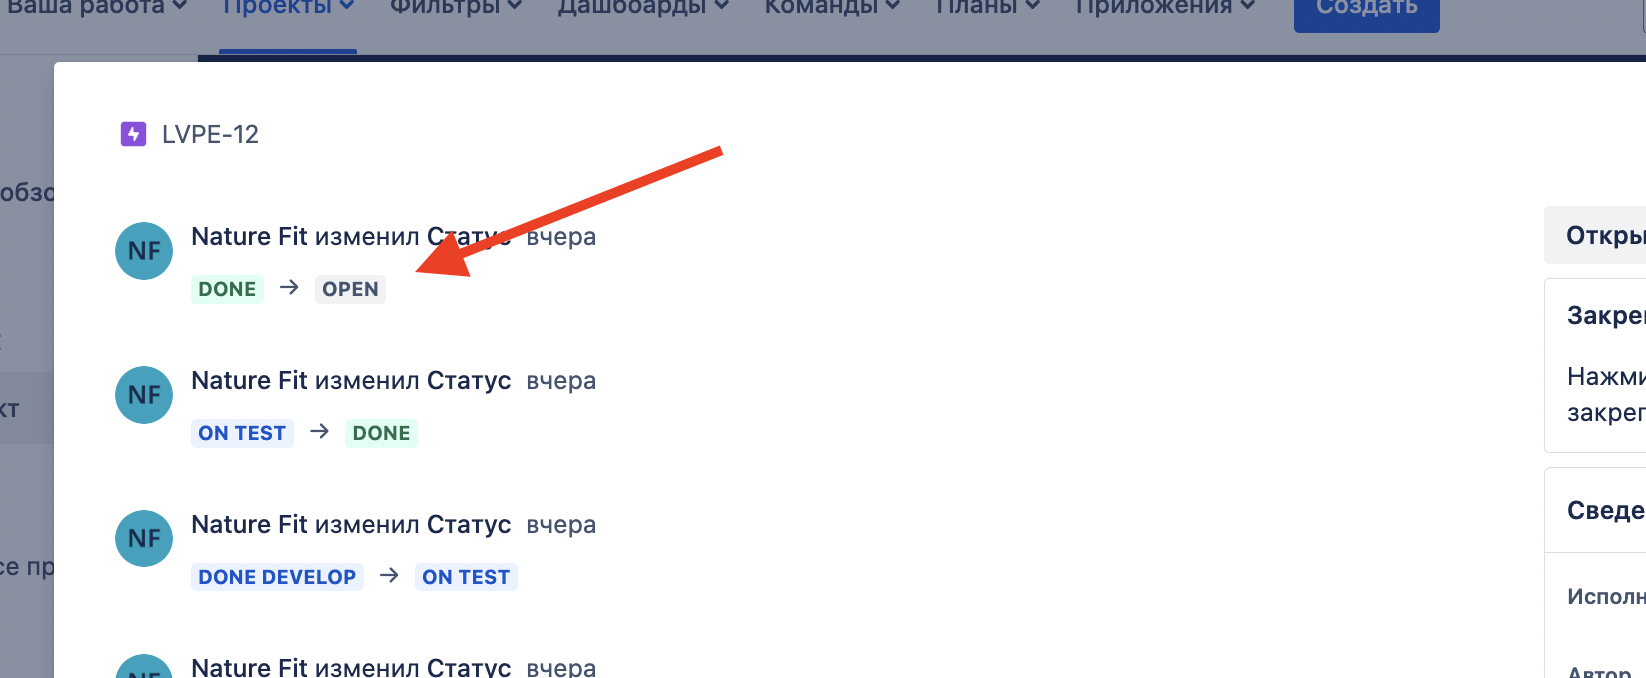 Ваша работа Проекты Фильтры Дашборды Команды Планы Приложения Создать
LVPE-12
NF Nature Fit изменил Статус вчера
DONE → OPEN
NF Nature Fit изменил Статус вчера
ON TEST → DONE
NF Nature Fit изменил Статус вчера
DONE DEVELOP → ON TEST
NF Nature Fit изменил Статус вчера
обзо
кт
се пр
Откры
Закре
Нажми
закреп
Сведе
Исполн
Автор